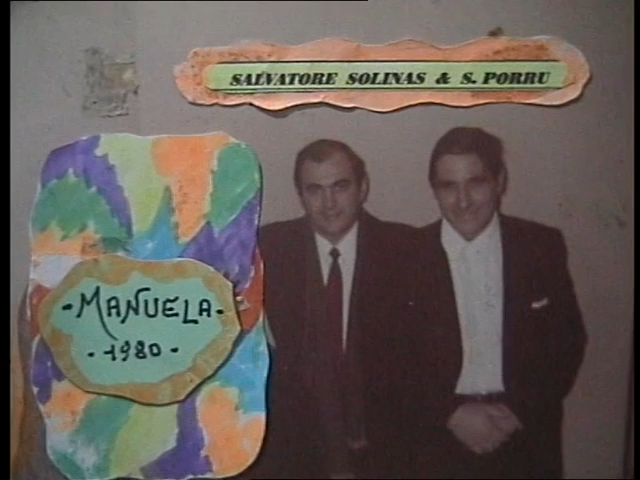 SALVATORE SOLINAS & S. PORRU
-MANUELA-
-1980-